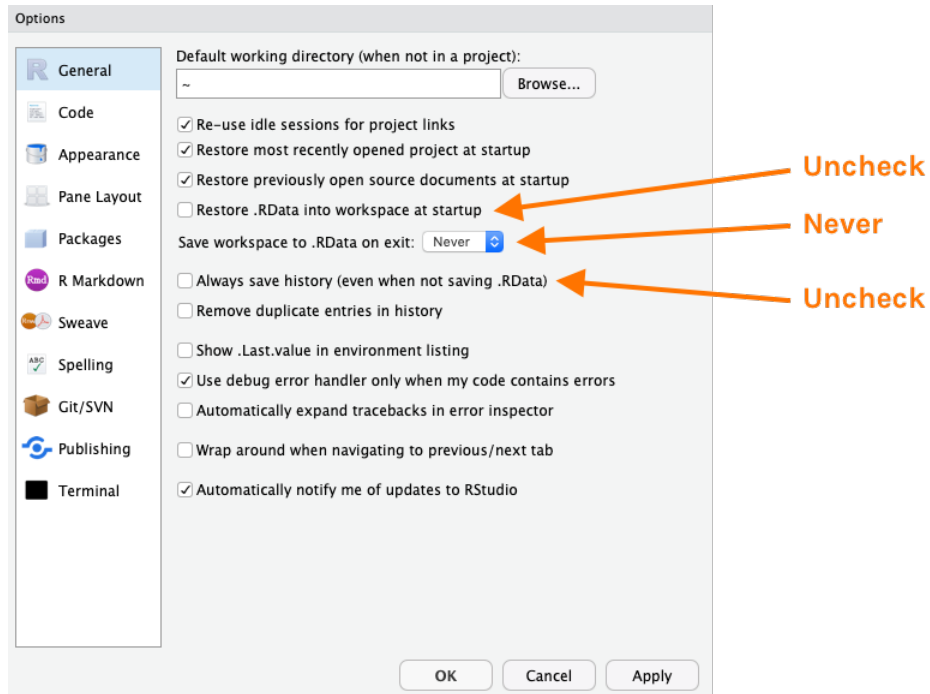 Options
General
Code
Appearance
Pane Layout
Packages
Rmd R Markdown
Sweave
ABC Spelling
Git/SVN
Publishing
Terminal
Default working directory (when not in a project):
~ Browse...
Re-use idle sessions for project links
Restore most recently opened project at startup
Restore previously open source documents at startup
Restore .RData into workspace at startup
Save workspace to .RData on exit: Never
Always save history (even when not saving .RData)
Remove duplicate entries in history
Show .Last.value in environment listing
Use debug error handler only when my code contains errors
Automatically expand tracebacks in error inspector
Wrap around when navigating to previous/next tab
Automatically notify me of updates to RStudio
Uncheck
Never
Uncheck
OK Cancel Apply